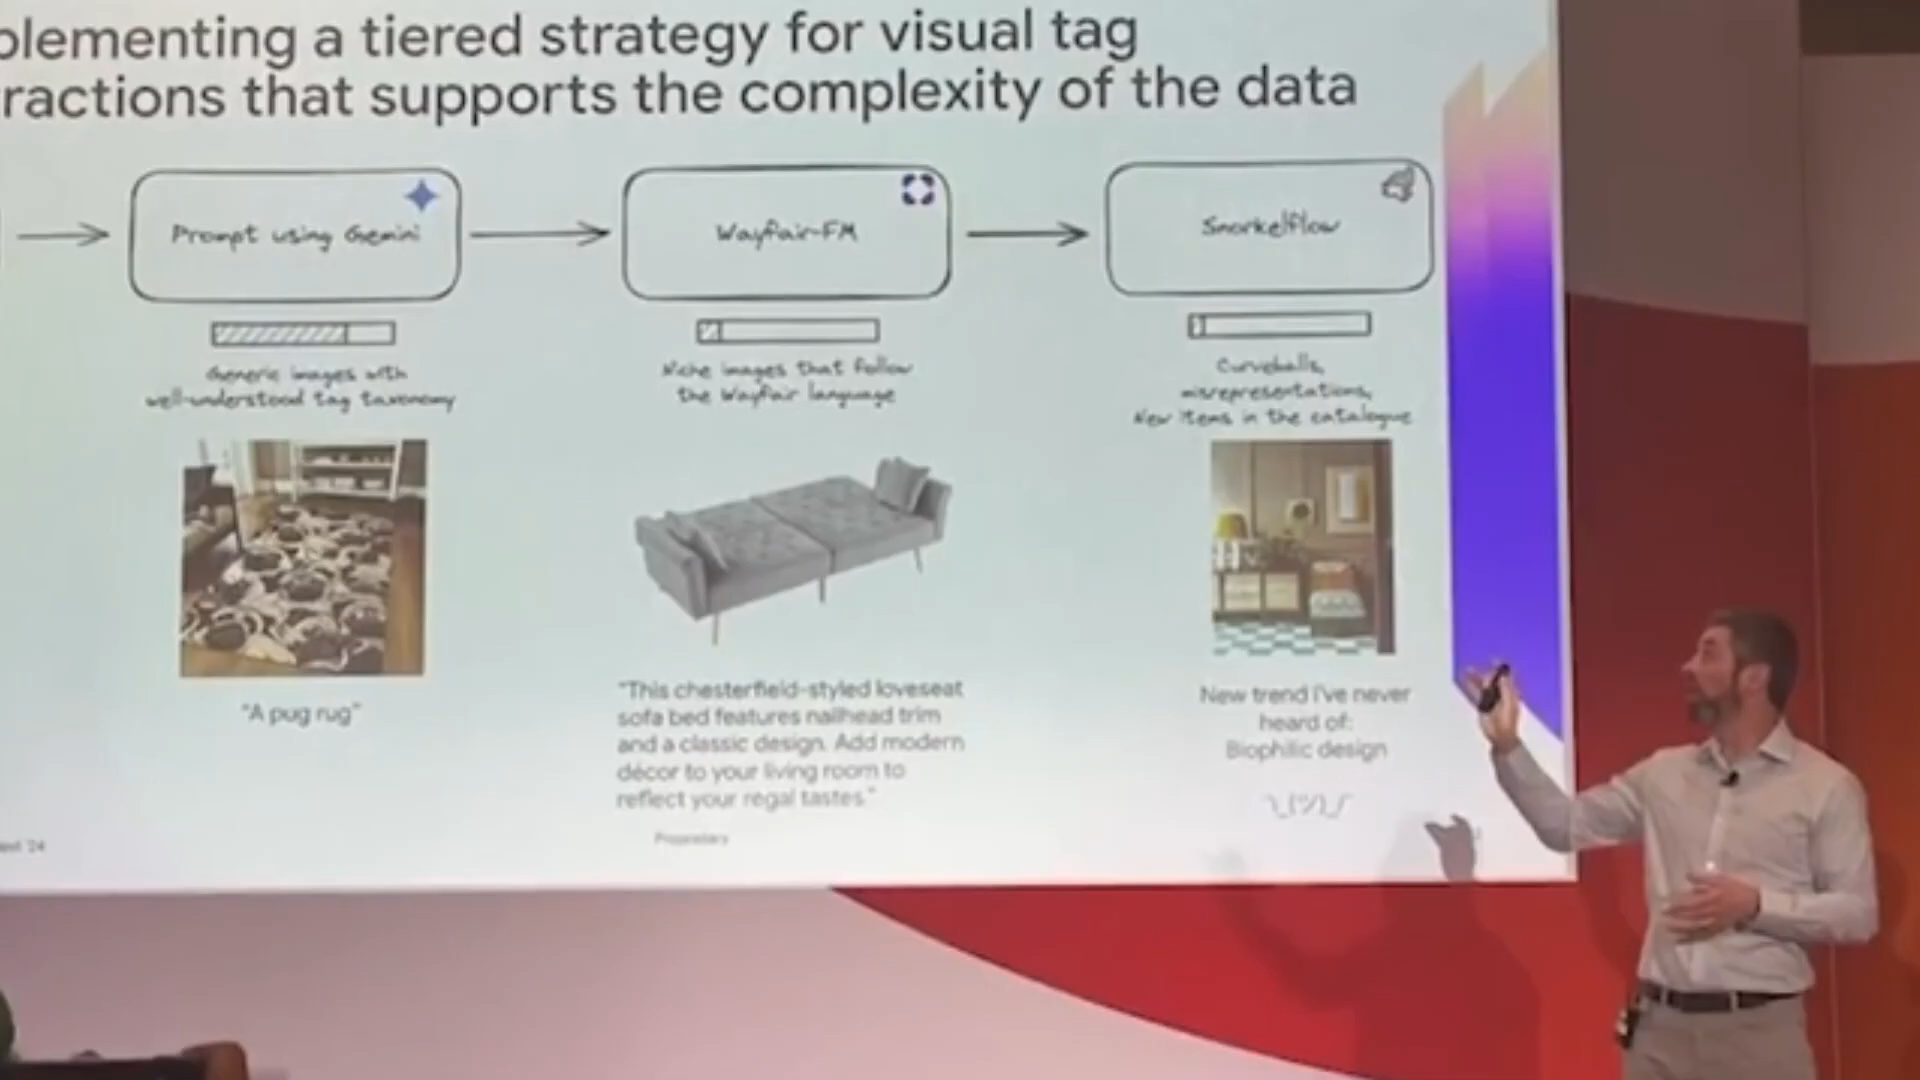 plementing a tiered strategy for visual tag
ractions that supports the complexity of the data
Prompt using Gemini
Wayfair-FM
Snorkelflow
Generic images with
well-understood tag taxonomy
Niche images that follow
the Wayfair language
Curveballs,
misrepresentations,
New items in the catalogue
"A pug rug"
"This chesterfield-styled loveseat
sofa bed features nailhead trim
and a classic design. Add modern
décor to your living room to
reflect your regal tastes."
New trend I've never
heard of:
Biophilic design
¯\_(ツ)_/¯
Proprietary
24